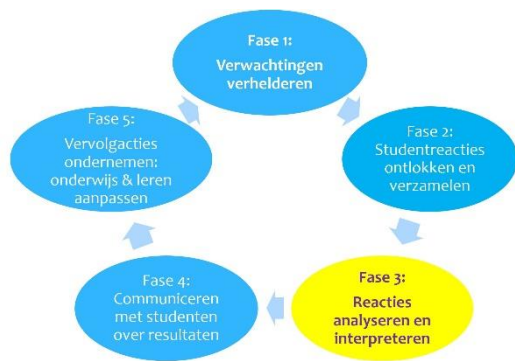 Fase 1:
Verwachtingen
verhelderen
Fase 2:
Studentreacties
ontlokken en
verzamelen
Fase 3:
Reacties
analyseren en
interpreteren
Fase 4:
Communiceren
met studenten
over resultaten
Fase 5:
Vervolgacties
ondernemen:
onderwijs & leren
aanpassen